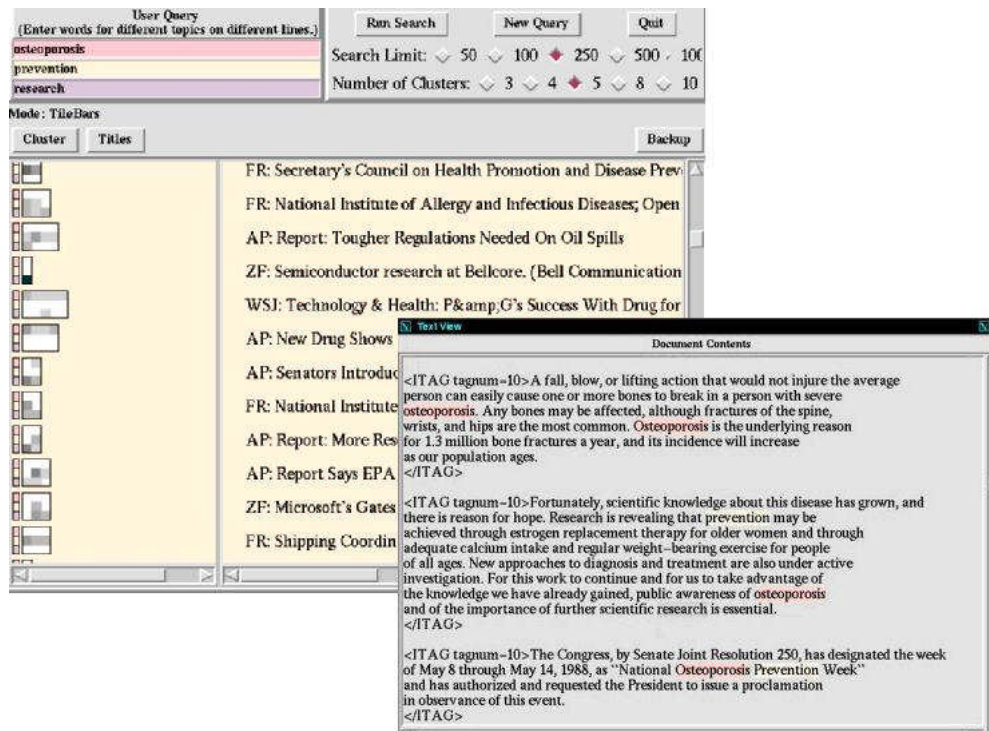 User Query
(Enter words for different topics on different lines.)
osteoporosis
prevention
research
Run Search
New Query
Quit
Search Limit: 50 100 250 500
Number of Clusters: 3 4 5 8 10
Mode: TileBars
Cluster
Titles
Backup
FR: Secretary's Council on Health Promotion and Disease Prev
FR: National Institute of Allergy and Infectious Diseases; Open
AP: Report: Tougher Regulations Needed On Oil Spills
ZF: Semiconductor research at Bellcore. (Bell Communication
WSJ: Technology & Health: P&amp;G's Success With Drug for
AP: New Drug Shows
AP: Senators Introduc
FR: National Institute
AP: Report: More Res
AP: Report Says EPA
ZF: Microsoft's Gates
FR: Shipping Coordin
Text View
Document Contents
<ITAG tagnum=10>A fall, blow, or lifting action that would not injure the average
person can easily cause one or more bones to break in a person with severe
osteoporosis. Any bones may be affected, although fractures of the spine,
wrists, and hips are the most common. Osteoporosis is the underlying reason
for 1.3 million bone fractures a year, and its incidence will increase
as our population ages.
</ITAG>
<ITAG tagnum=10>Fortunately, scientific knowledge about this disease has grown, and
there is reason for hope. Research is revealing that prevention may be
achieved through estrogen replacement therapy for older women and through
adequate calcium intake and regular weight-bearing exercise for people
of all ages. New approaches to diagnosis and treatment are also under active
investigation. For this work to continue and for us to take advantage of
the knowledge we have already gained, public awareness of osteoporosis
and of the importance of further scientific research is essential.
</ITAG>
<ITAG tagnum=10>The Congress, by Senate Joint Resolution 250, has designated the week
of May 8 through May 14, 1988, as ``National Osteoporosis Prevention Week``
and has authorized and requested the President to issue a proclamation
in observance of this event.
</ITAG>